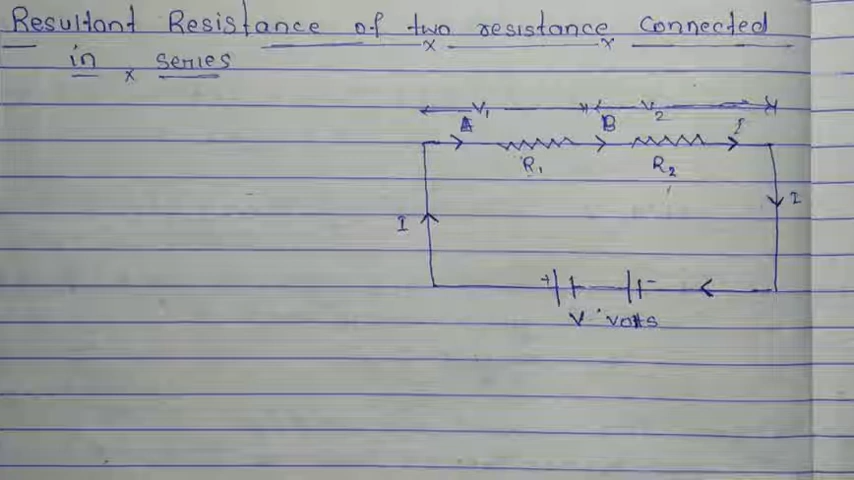 Resultant Resistance of two resistance connected
in series
V₁ V₂
A B I
R₁ R₂
I I
+ -
V volts